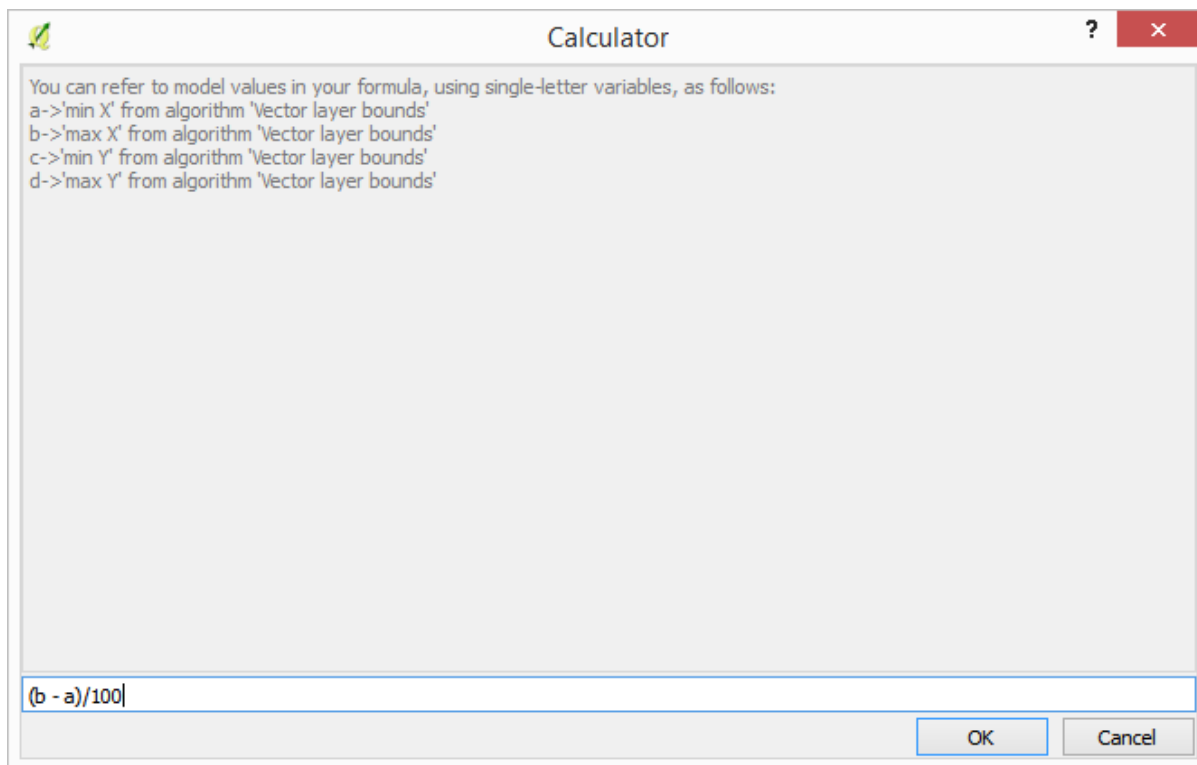 Calculator
?
You can refer to model values in your formula, using single-letter variables, as follows:
a->'min X' from algorithm 'Vector layer bounds'
b->'max X' from algorithm 'Vector layer bounds'
c->'min Y' from algorithm 'Vector layer bounds'
d->'max Y' from algorithm 'Vector layer bounds'
(b - a)/100
OK Cancel